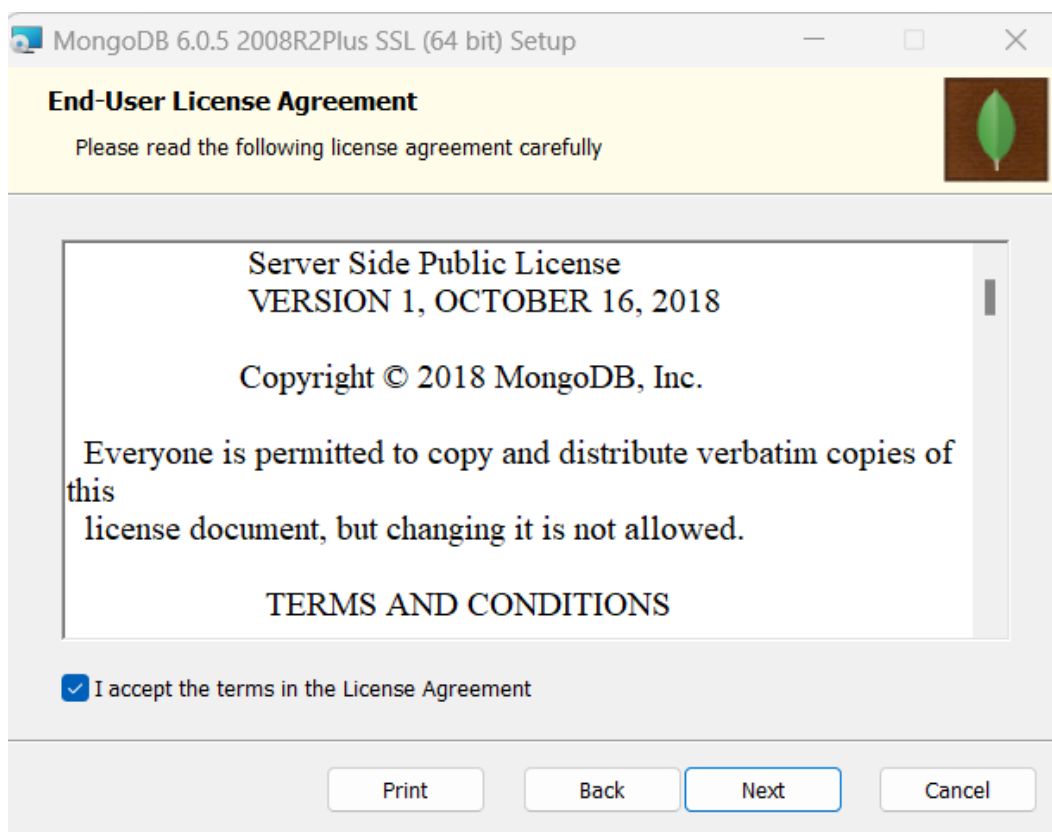 MongoDB 6.0.5 2008R2Plus SSL (64 bit) Setup
End-User License Agreement
Please read the following license agreement carefully
Server Side Public License
VERSION 1, OCTOBER 16, 2018
Copyright © 2018 MongoDB, Inc.
Everyone is permitted to copy and distribute verbatim copies of
this
license document, but changing it is not allowed.
TERMS AND CONDITIONS
I accept the terms in the License Agreement
Print Back Next Cancel